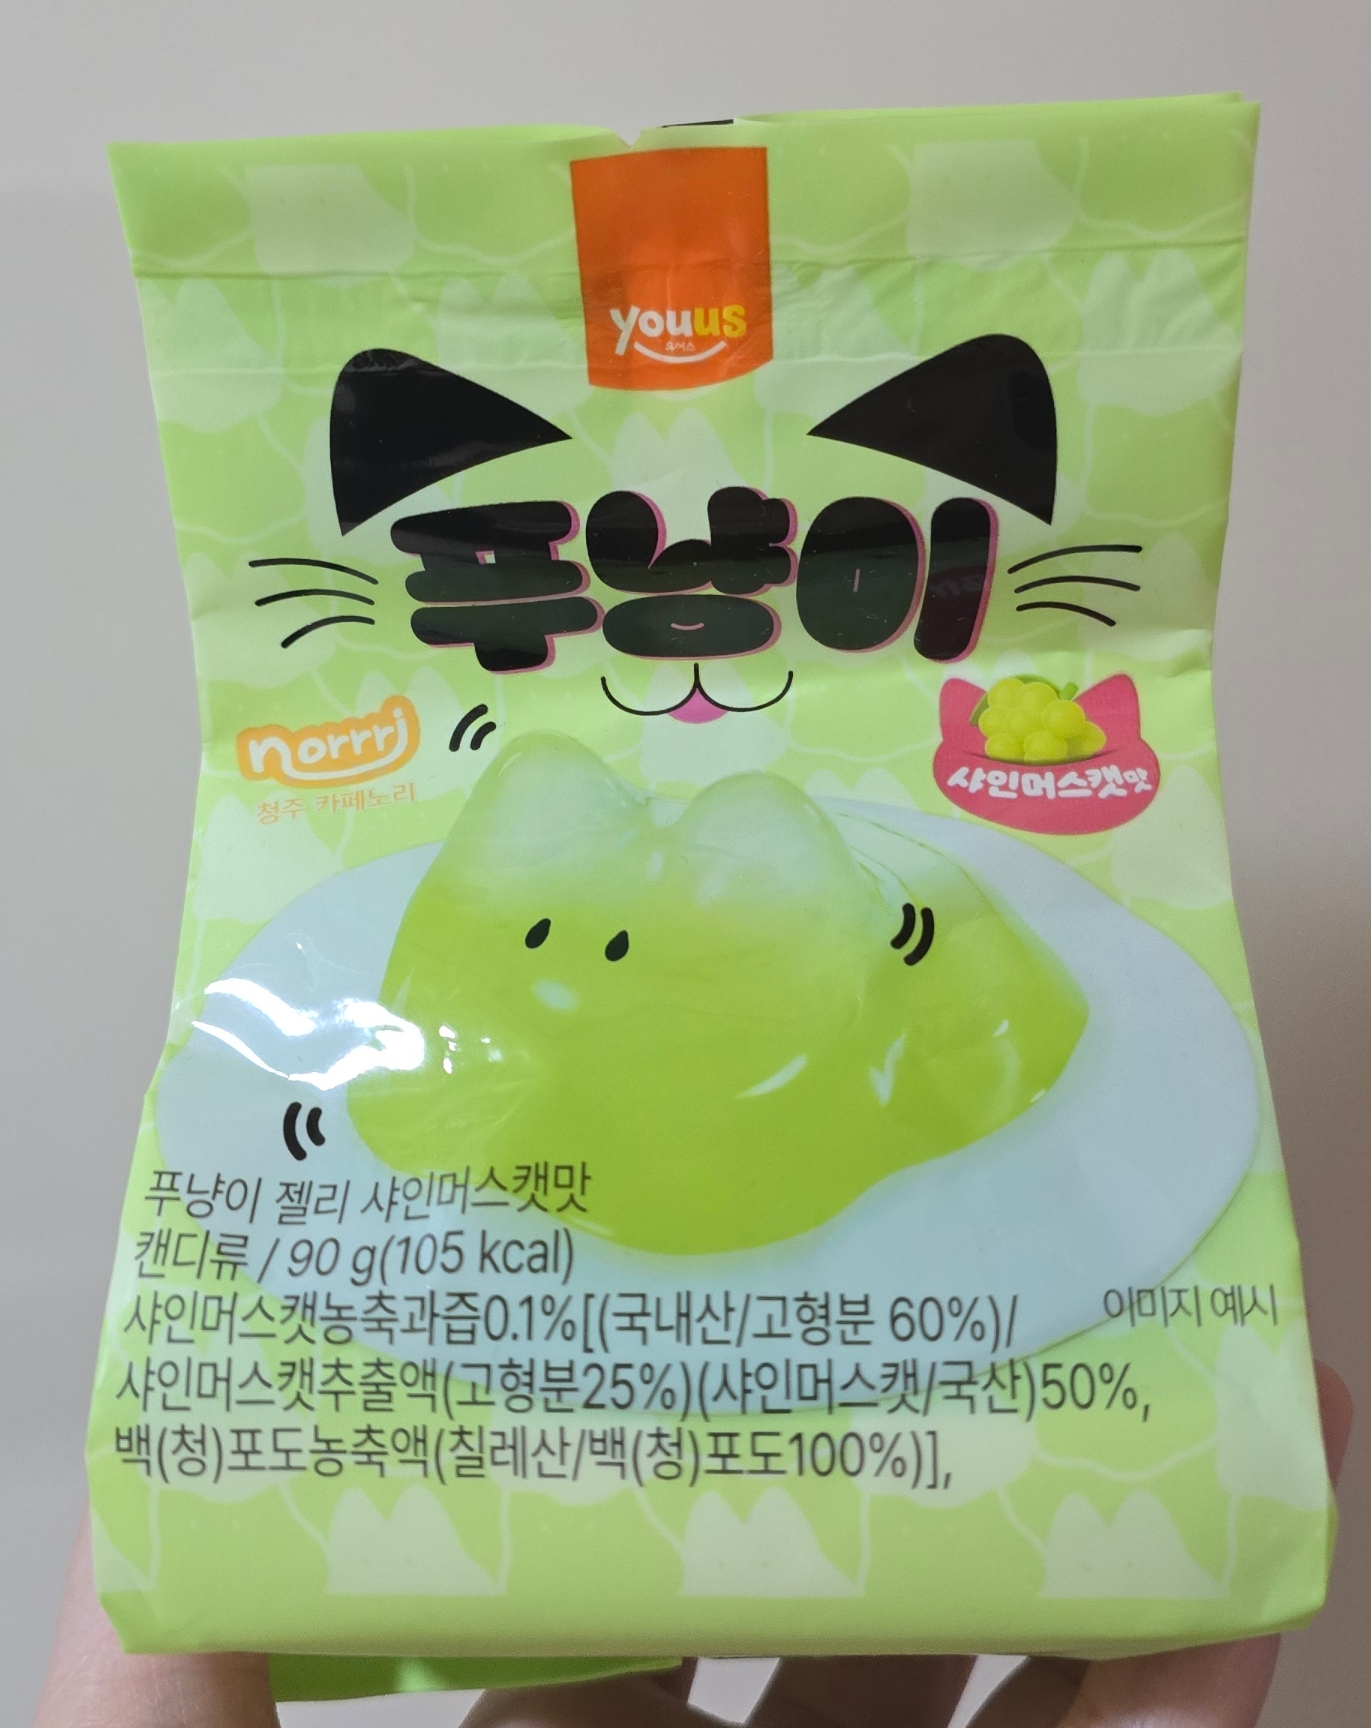 youus
유어스
푸냥이
norrri
청주 카페노리
샤인머스캣맛
푸냥이 젤리 샤인머스캣맛
캔디류 / 90 g(105 kcal)
샤인머스캣농축과즙0.1%[(국내산/고형분 60%)/
이미지 예시
샤인머스캣추출액(고형분25%)(샤인머스캣/국산)50%,
백(청)포도농축액(칠레산/백(청)포도100%)],